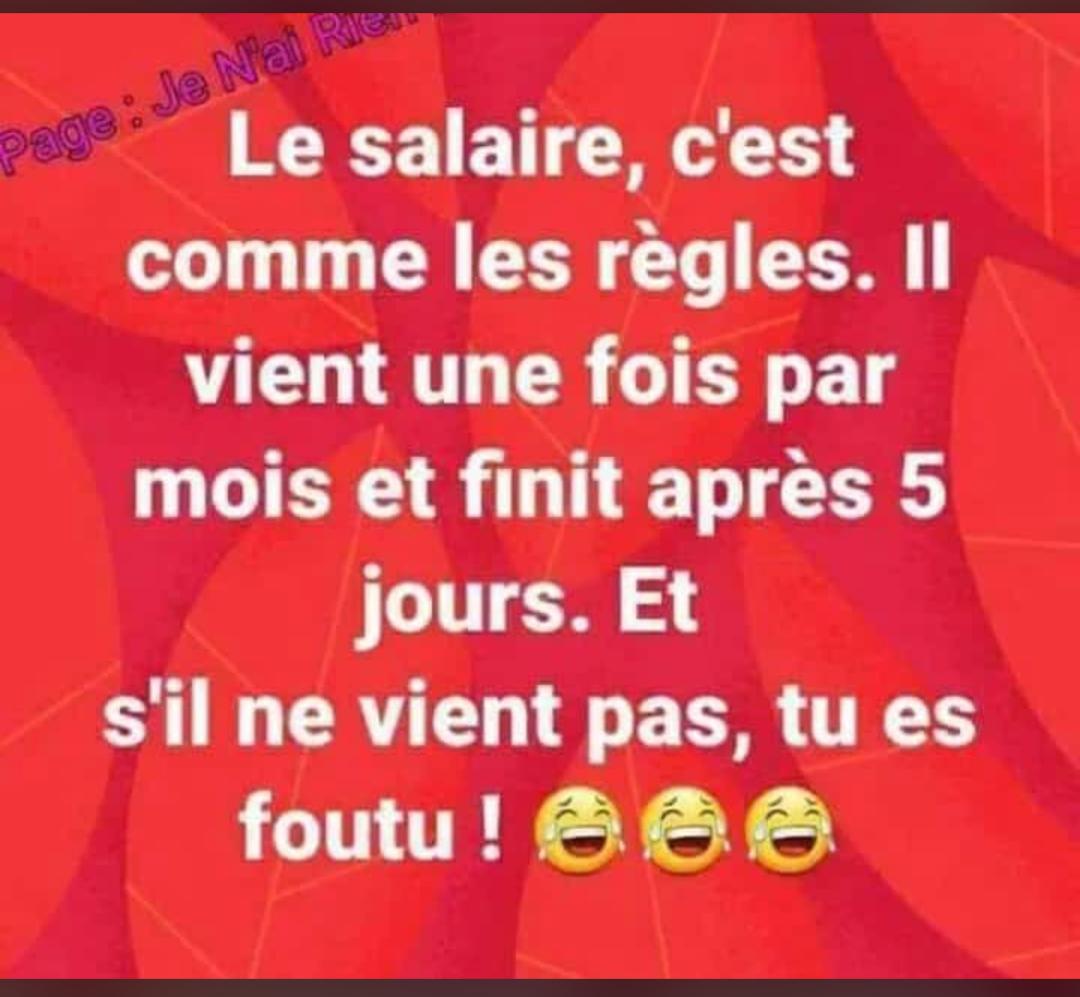 Page : Je N'ai Rien
Le salaire, c'est
comme les règles. Il
vient une fois par
mois et finit après 5
jours. Et
s'il ne vient pas, tu es
foutu ! 😂😂😂